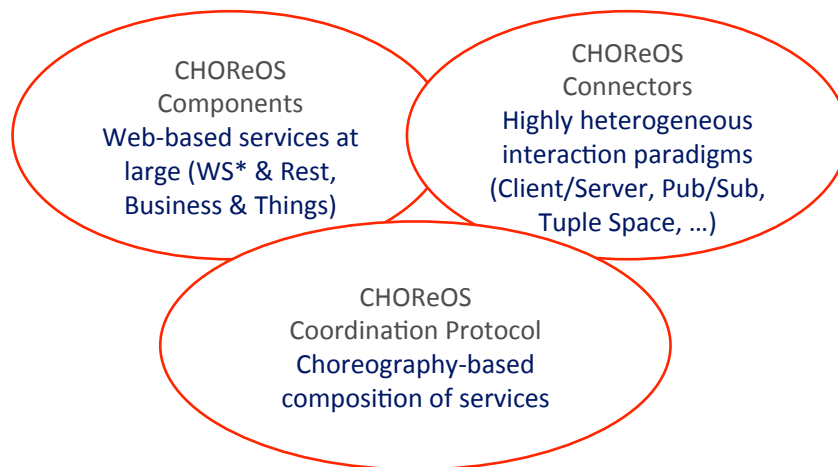 CHOReOS
Components
Web-based services at
large (WS* & Rest,
Business & Things)
CHOReOS
Connectors
Highly heterogeneous
interaction paradigms
(Client/Server, Pub/Sub,
Tuple Space, …)
CHOReOS
Coordination Protocol
Choreography-based
composition of services